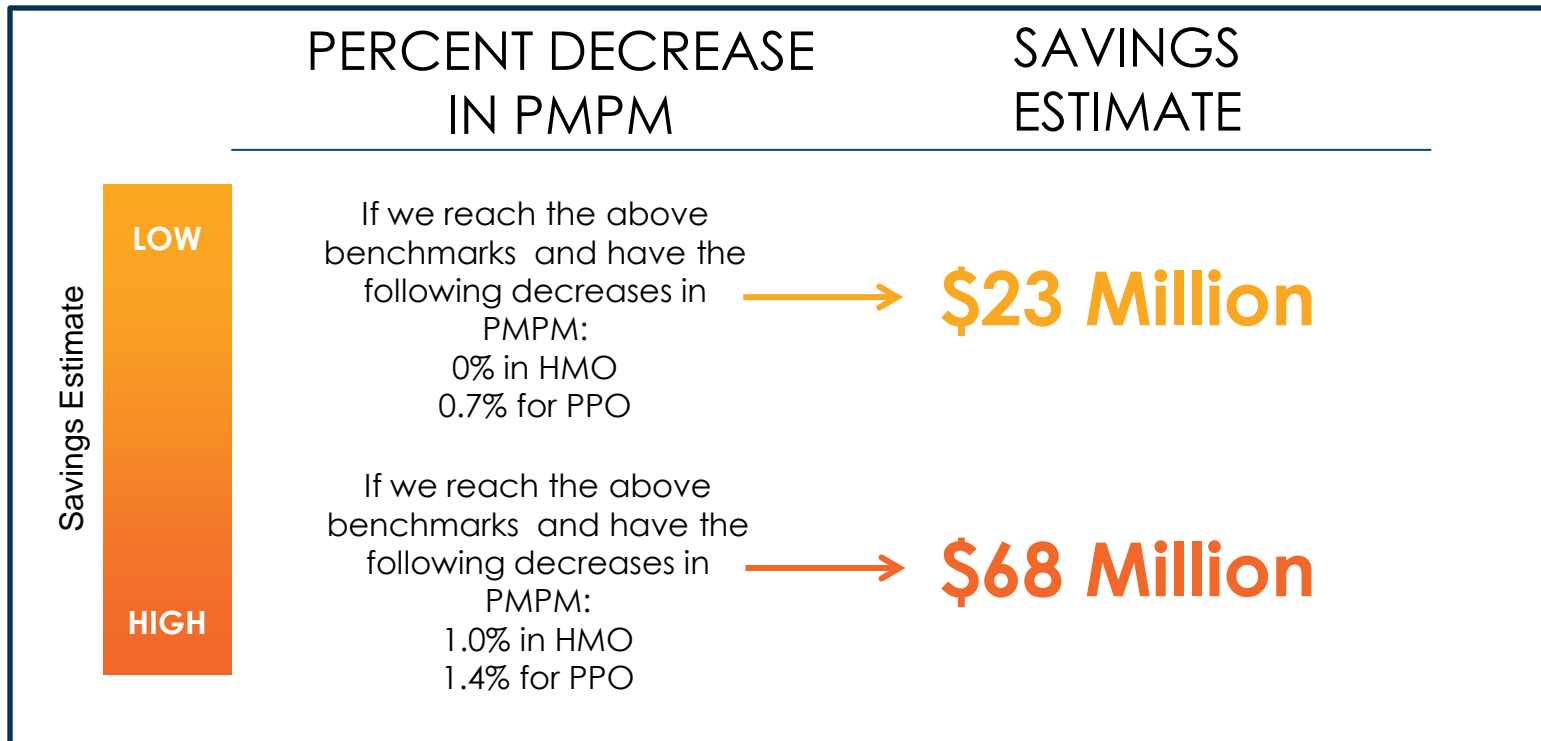 PERCENT DECREASE
IN PMPM
SAVINGS
ESTIMATE
Savings Estimate
LOW
If we reach the above
benchmarks  and have the
following decreases in
PMPM:
0% in HMO
0.7% for PPO
$23 Million
HIGH
If we reach the above
benchmarks  and have the
following decreases in
PMPM:
1.0% in HMO
1.4% for PPO
$68 Million